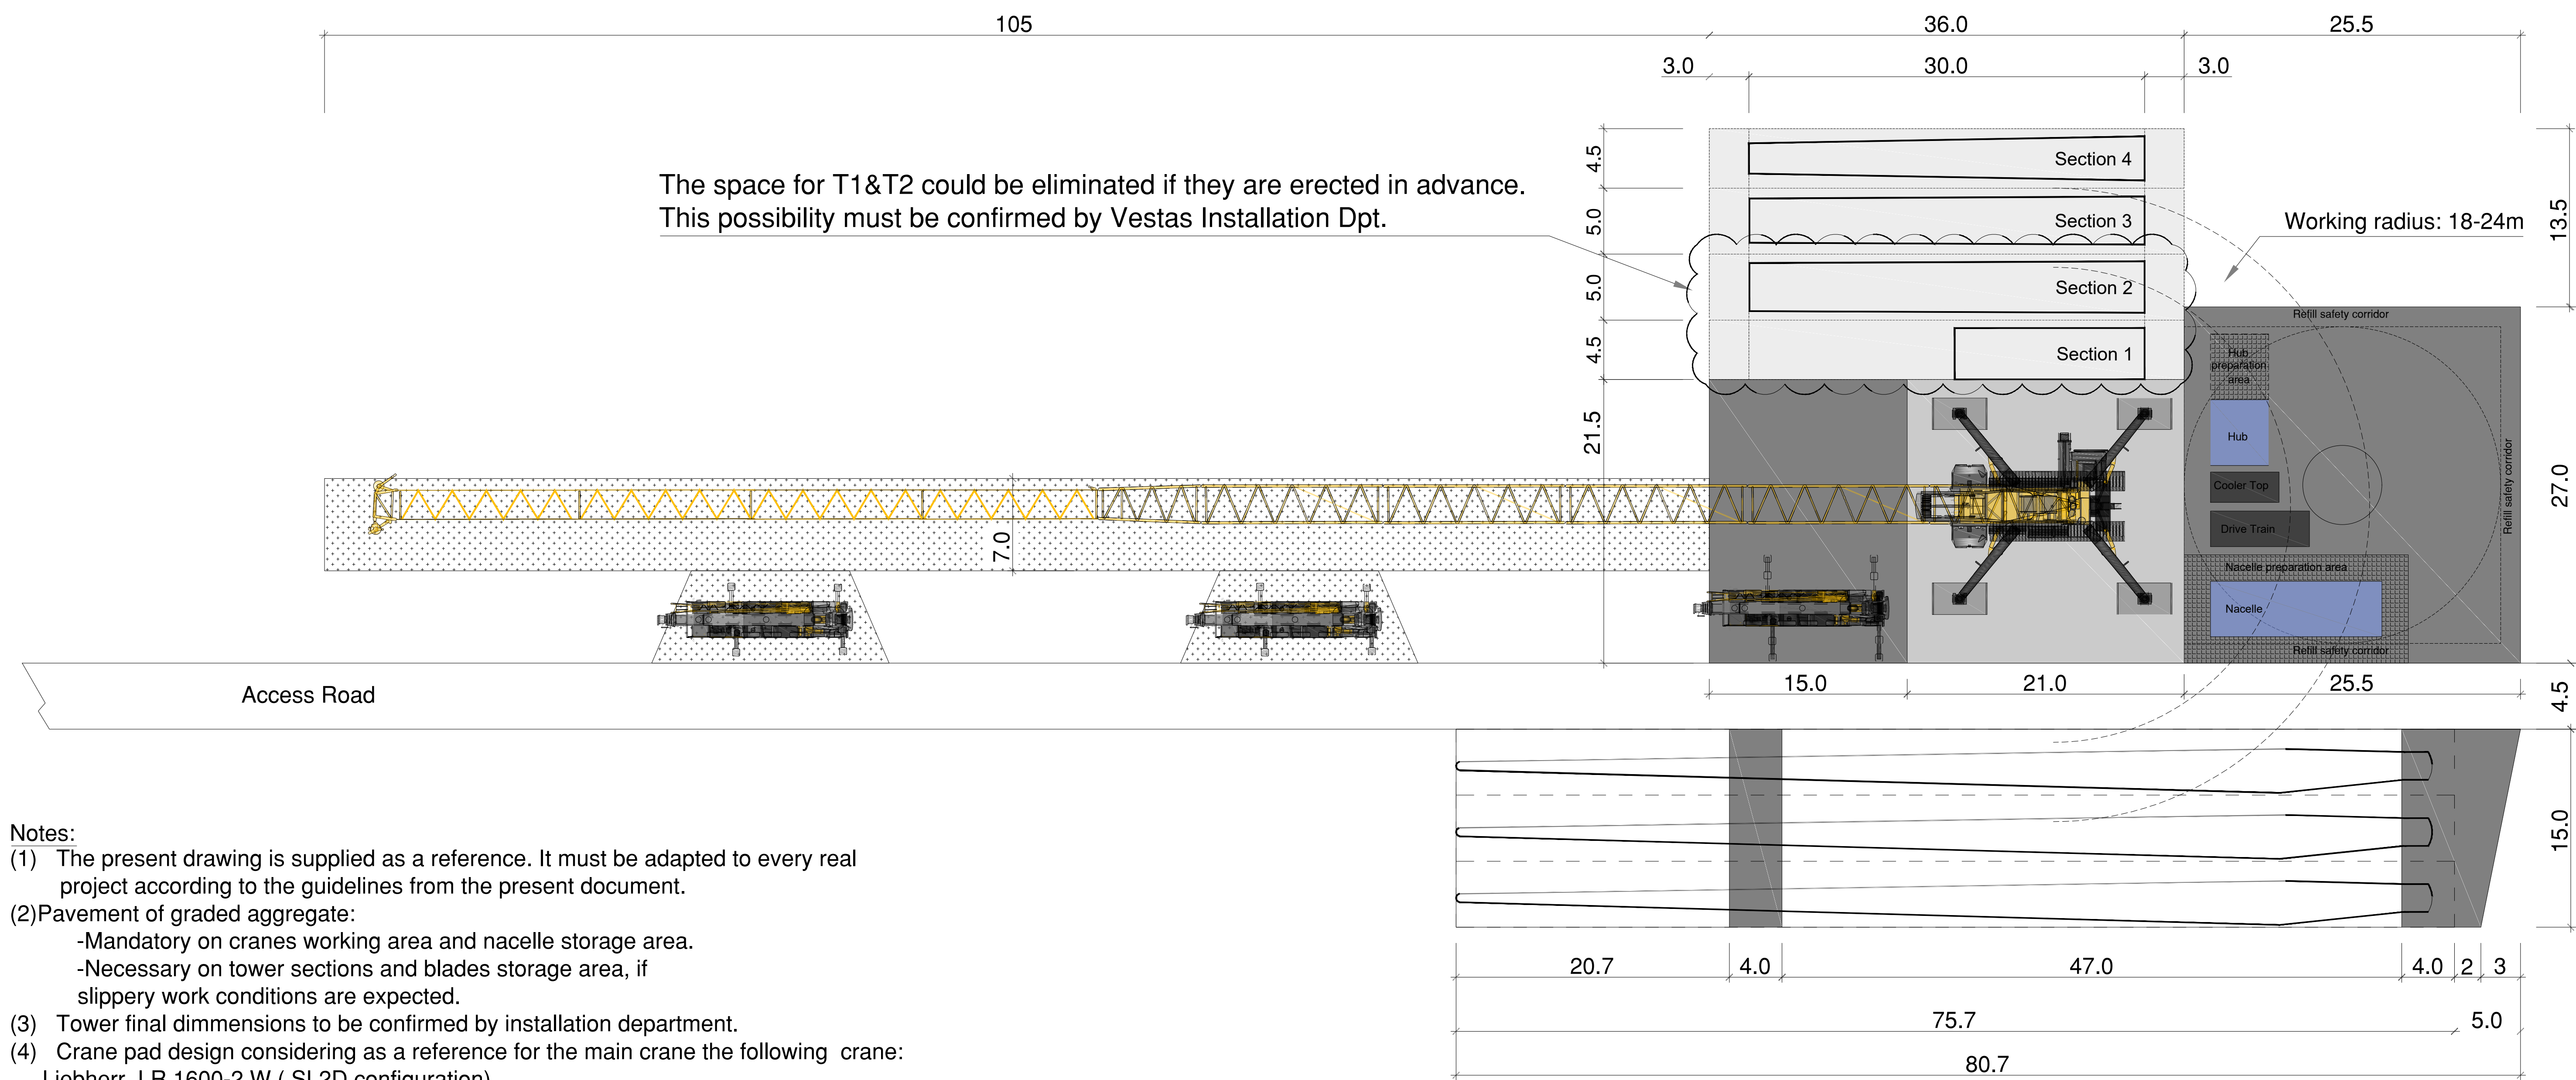 105
36.0
25.5
3.0
30.0
3.0
The space for T1&T2 could be eliminated if they are erected in advance.
This possibility must be confirmed by Vestas Installation Dpt.
4.5
5.0
5.0
4.5
21.5
Section 4
Section 3
Section 2
Section 1
Working radius: 18-24m
13.5
27.0
Refill safety corridor
Hub
preparation
area
Hub
Cooler Top
Drive Train
Nacelle preparation area
Nacelle
Refill safety corridor
Refill safety corridor
7.0
Access Road
15.0
21.0
25.5
4.5
15.0
20.7
4.0
47.0
4.0
2
3
75.7
5.0
80.7
Notes:
(1) The present drawing is supplied as a reference. It must be adapted to every real
project according to the guidelines from the present document.
(2)Pavement of graded aggregate:
-Mandatory on cranes working area and nacelle storage area.
-Necessary on tower sections and blades storage area, if
slippery work conditions are expected.
(3) Tower final dimmensions to be confirmed by installation department.
(4) Crane pad design considering as a reference for the main crane the following crane:
Liebherr LR 1600-2 W ( SL2D configuration)